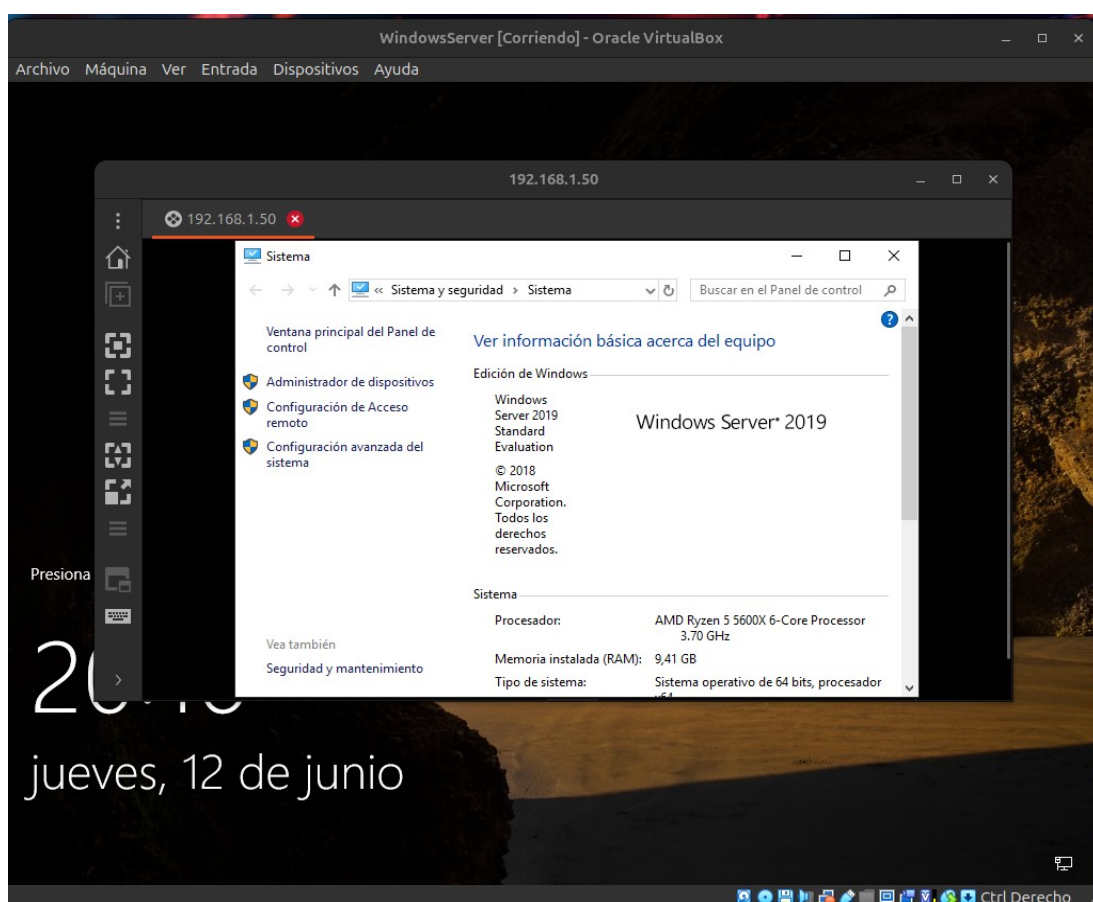 WindowsServer [Corriendo] - Oracle VirtualBox
Archivo Máquina Ver Entrada Dispositivos Ayuda
192.168.1.50
192.168.1.50
Sistema
« Sistema y seguridad › Sistema
Buscar en el Panel de control
Ventana principal del Panel de
control
Administrador de dispositivos
Configuración de Acceso
remoto
Configuración avanzada del
sistema
Vea también
Seguridad y mantenimiento
Ver información básica acerca del equipo
Edición de Windows
Windows
Server 2019
Standard
Evaluation
© 2018
Microsoft
Corporation.
Todos los
derechos
reservados.
Windows Server 2019
Sistema
Procesador: AMD Ryzen 5 5600X 6-Core Processor
3.70 GHz
Memoria instalada (RAM): 9,41 GB
Tipo de sistema: Sistema operativo de 64 bits, procesador
x64
Presiona
jueves, 12 de junio
Ctrl Derecho